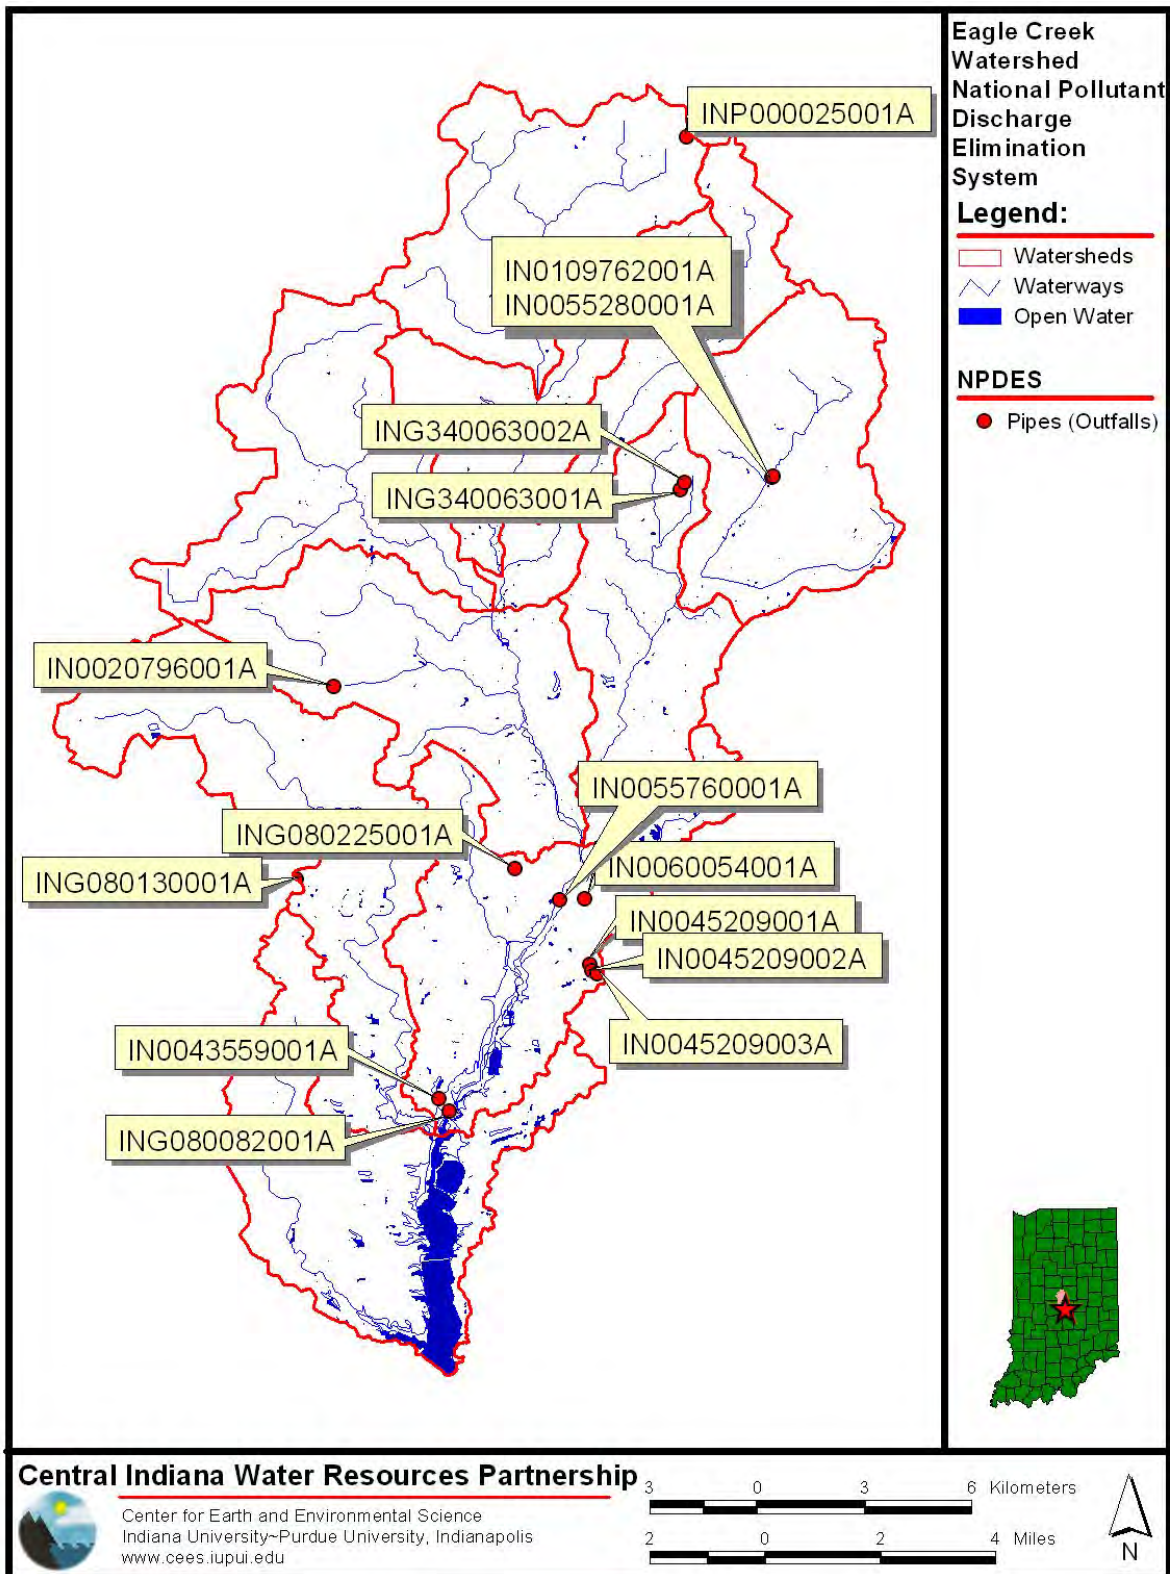 Eagle Creek
Watershed
National Pollutant
Discharge
Elimination
System
Legend:
Watersheds
Waterways
Open Water
NPDES
Pipes (Outfalls)
INP000025001A
IN0109762001A
IN0055280001A
ING340063002A
ING340063001A
IN0020796001A
IN0055760001A
ING080225001A
IN0060054001A
ING080130001A
IN0045209001A
IN0045209002A
IN0045209003A
IN0043559001A
ING080082001A
Central Indiana Water Resources Partnership
Center for Earth and Environmental Science
Indiana University~Purdue University, Indianapolis
www.cees.iupui.edu
3 0 3 6 Kilometers
2 0 2 4 Miles
N